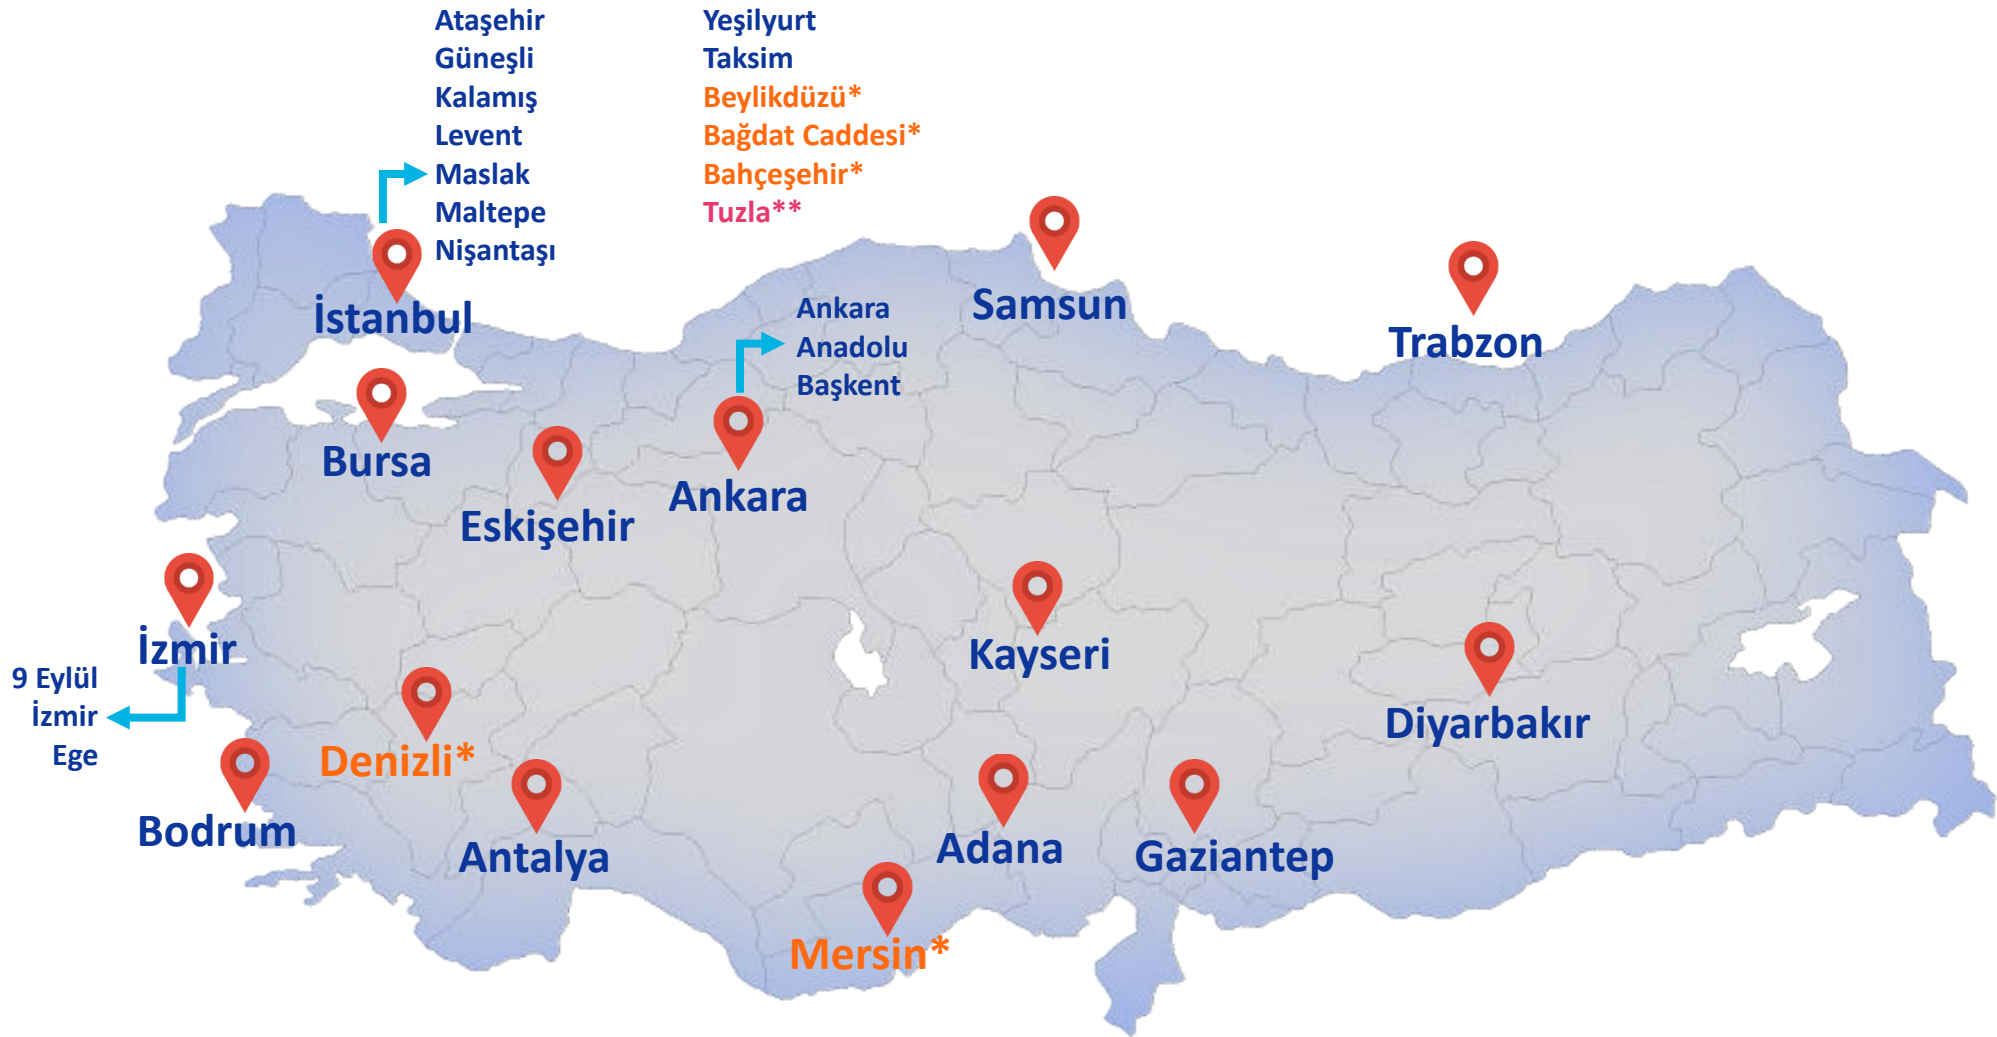 Ataşehir
Güneşli
Kalamış
Levent
Maslak
Maltepe
Nişantaşı
Yeşilyurt
Taksim
Beylikdüzü*
Bağdat Caddesi*
Bahçeşehir*
Tuzla**
İstanbul
Samsun
Trabzon
Ankara
Anadolu
Başkent
Bursa
Eskişehir
Ankara
İzmir
9 Eylül
İzmir
Ege
Kayseri
Diyarbakır
Denizli*
Bodrum
Antalya
Adana
Gaziantep
Mersin*